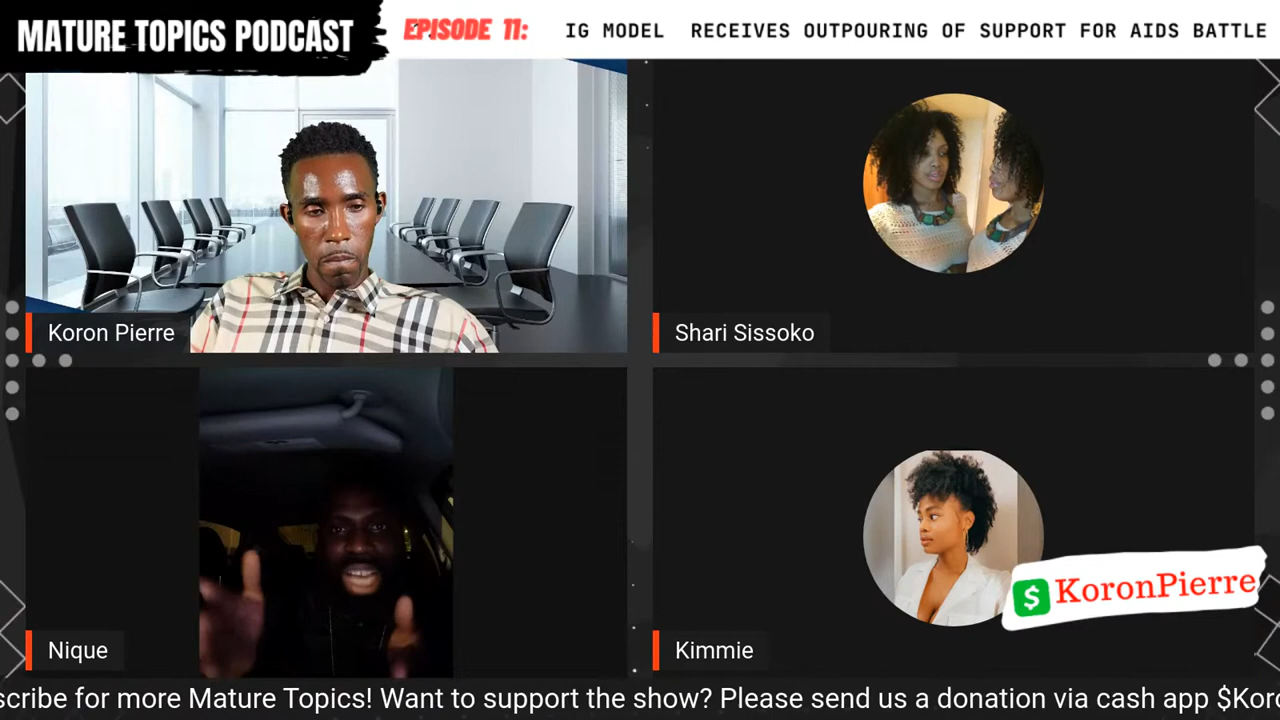 MATURE TOPICS PODCAST
EPISODE 11:
IG MODEL RECEIVES OUTPOURING OF SUPPORT FOR AIDS BATTLE
Koron Pierre
Shari Sissoko
Nique
Kimmie
$ KoronPierre
scribe for more Mature Topics! Want to support the show? Please send us a donation via cash app $Koro